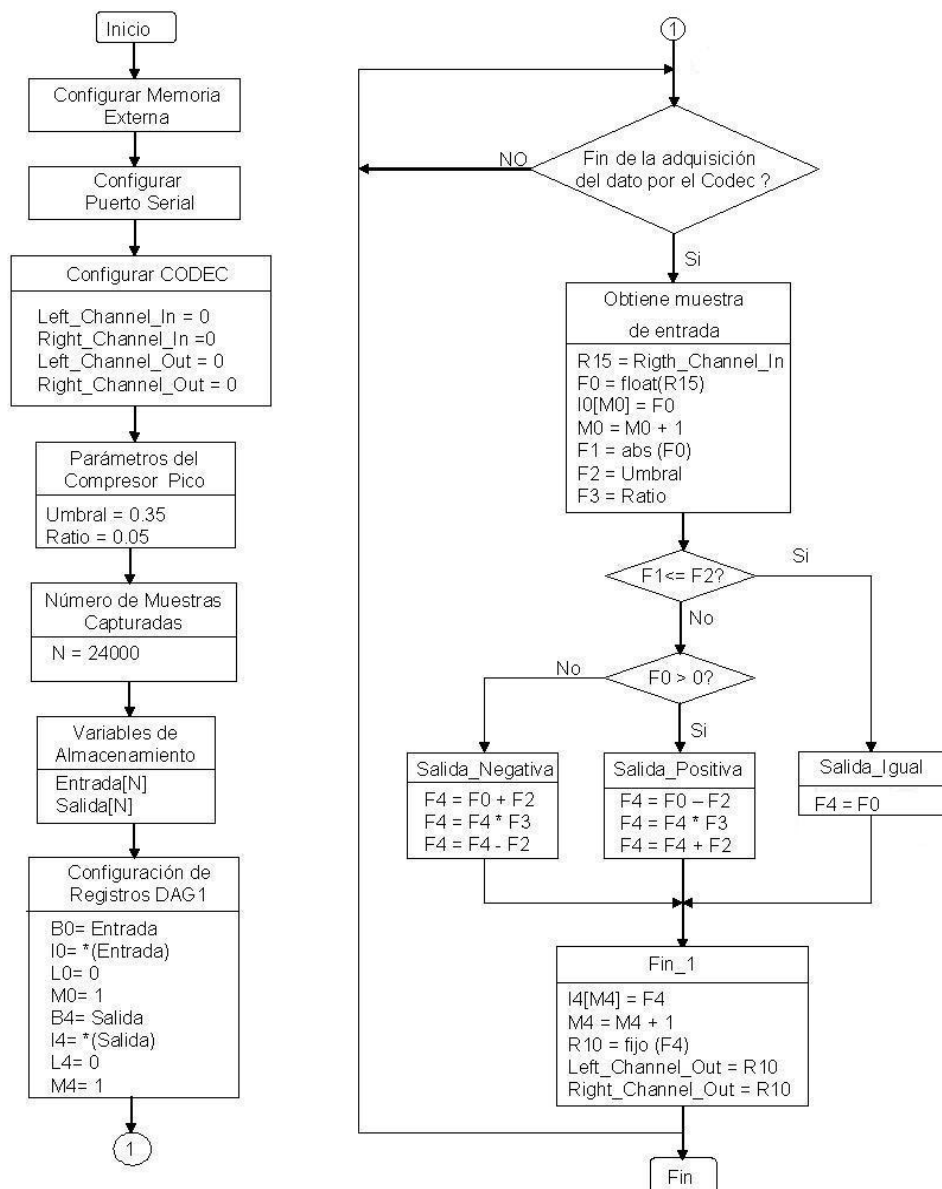 Inicio
Configurar Memoria
Externa
Configurar
Puerto Serial
Configurar CODEC
Left_Channel_In = 0
Right_Channel_In =0
Left_Channel_Out = 0
Right_Channel_Out = 0
Parámetros del
Compresor Pico
Umbral = 0.35
Ratio = 0.05
Número de Muestras
Capturadas
N = 24000
Variables de
Almacenamiento
Entrada[N]
Salida[N]
Configuración de
Registros DAG1
B0= Entrada
I0= *(Entrada)
L0= 0
M0= 1
B4= Salida
I4= *(Salida)
L4= 0
M4= 1
1
1
NO
Fin de la adquisición
del dato por el Codec ?
Si
Obtiene muestra
de entrada
R15 = Rigth_Channel_In
F0 = float(R15)
I0[M0] = F0
M0 = M0 + 1
F1 = abs (F0)
F2 = Umbral
F3 = Ratio
F1<= F2?
Si
No
F0 > 0?
No
Si
Salida_Negativa
F4 = F0 + F2
F4 = F4 * F3
F4 = F4 - F2
Salida_Positiva
F4 = F0 – F2
F4 = F4 * F3
F4 = F4 + F2
Salida_Igual
F4 = F0
Fin_1
I4[M4] = F4
M4 = M4 + 1
R10 = fijo (F4)
Left_Channel_Out = R10
Right_Channel_Out = R10
Fin